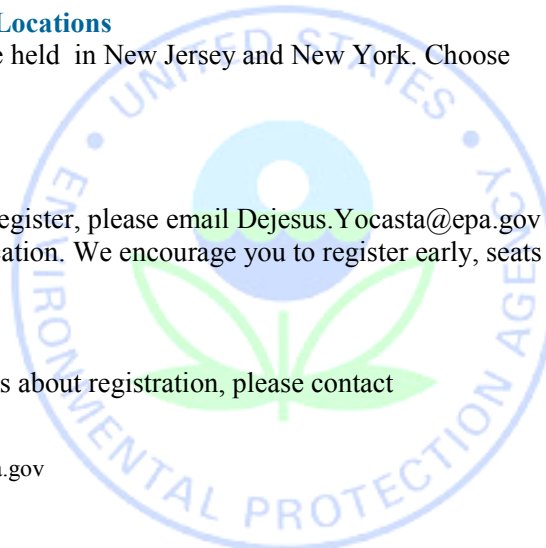 Locations
e held in New Jersey and New York. Choose
egister, please email Dejesus.Yocasta@epa.gov
ation. We encourage you to register early, seats
s about registration, please contact
a.gov
UNITED STATES
ENVIRONMENTAL PROTECTION AGENCY